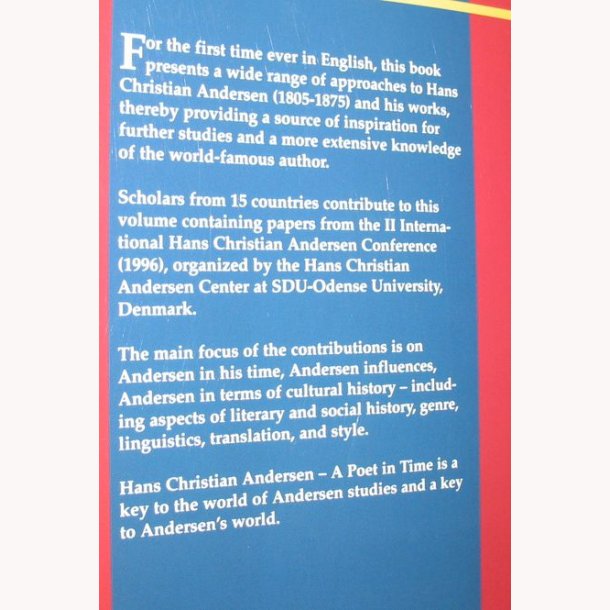 For the first time ever in English, this book
presents a wide range of approaches to Hans
Christian Andersen (1805-1875) and his works,
thereby providing a source of inspiration for
further studies and a more extensive knowledge
of the world-famous author.
Scholars from 15 countries contribute to this
volume containing papers from the II Interna-
tional Hans Christian Andersen Conference
(1996), organized by the Hans Christian
Andersen Center at SDU-Odense University,
Denmark.
The main focus of the contributions is on
Andersen in his time, Andersen influences,
Andersen in terms of cultural history – includ-
ing aspects of literary and social history, genre,
linguistics, translation, and style.
Hans Christian Andersen – A Poet in Time is a
key to the world of Andersen studies and a key
to Andersen's world.